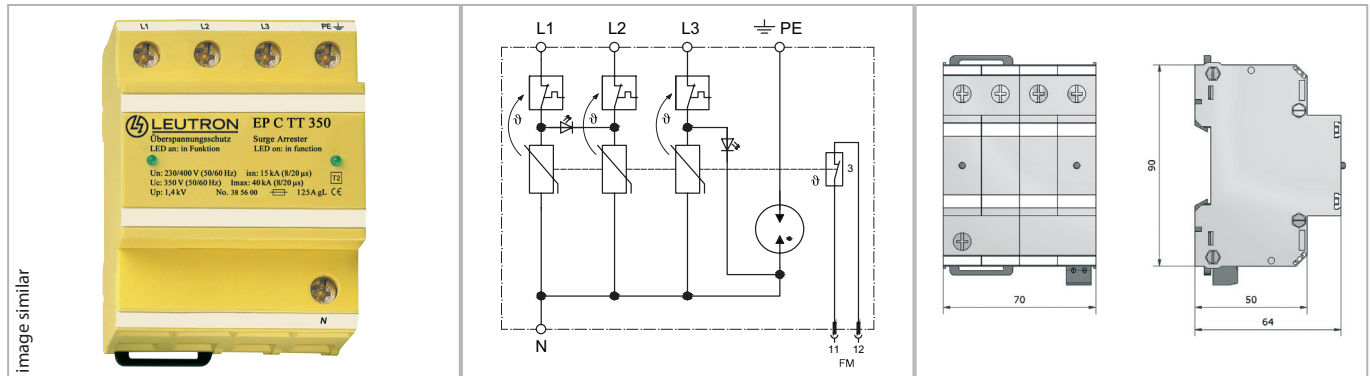 image similar
L1 L2 L3 PE
LEUTRON EP C TT 350
Überspannungsschutz Surge Arrester
LED an: in Funktion LED on: in function
Un: 230/400 V (50/60 Hz) isn: 15 kA (8/20 µs)
Uc: 350 V (50/60 Hz) Imax: 40 kA (8/20 µs)
T2
Up: 1,4 kV No. 38 56 00 125A gL CE
N
L1 L2 L3 PE
ϑ ϑ ϑ
ϑ 3
N
11 12
FM
70
90
50
64